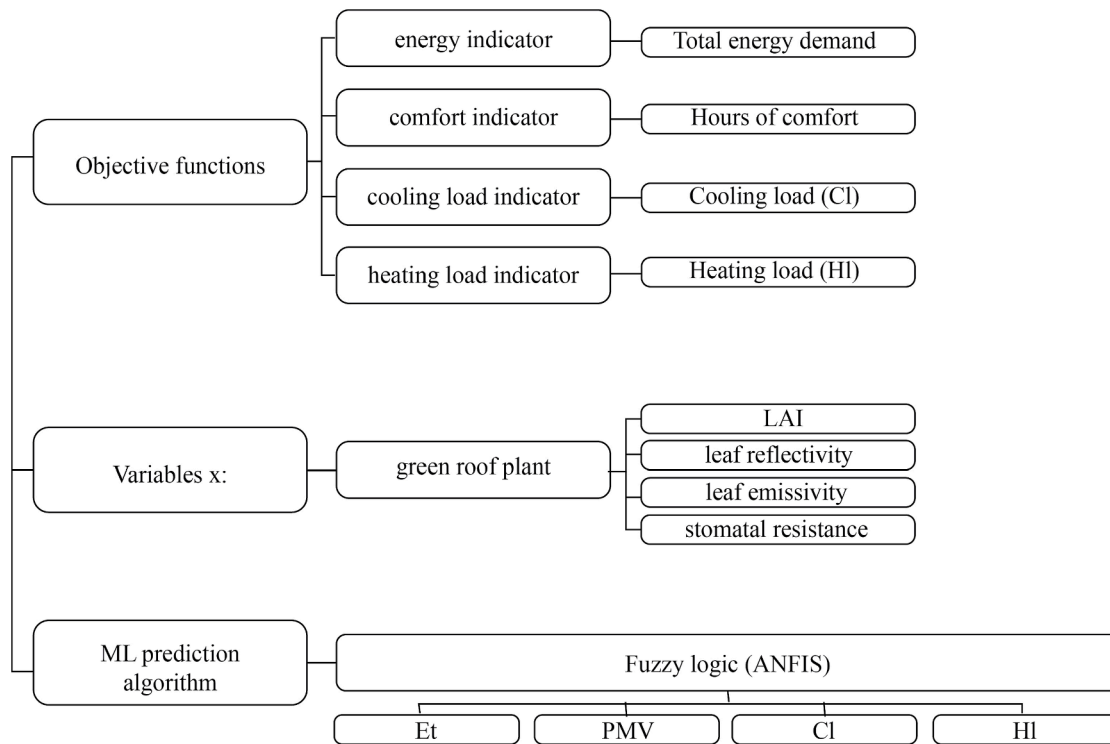 energy indicator
Total energy demand
comfort indicator
Hours of comfort
Objective functions
cooling load indicator
Cooling load (Cl)
heating load indicator
Heating load (Hl)
LAI
leaf reflectivity
Variables x:
green roof plant
leaf emissivity
stomatal resistance
ML prediction
algorithm
Fuzzy logic (ANFIS)
Et
PMV
Cl
Hl